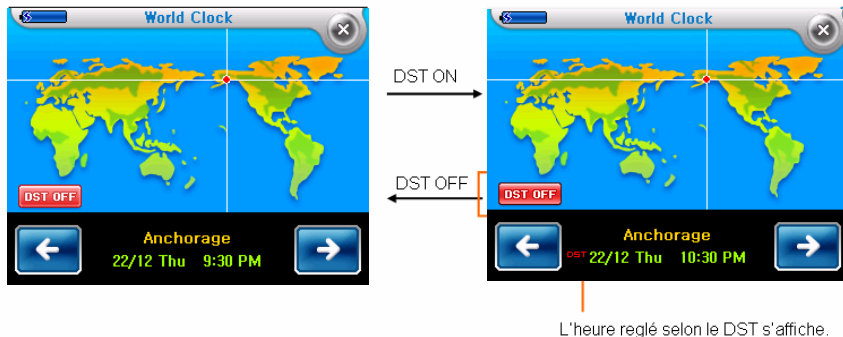 World Clock
DST OFF
Anchorage
22/12 Thu 9:30 PM
DST ON
DST OFF
World Clock
DST OFF
Anchorage
DST 22/12 Thu 10:30 PM
L'heure reglé selon le DST s'affiche.